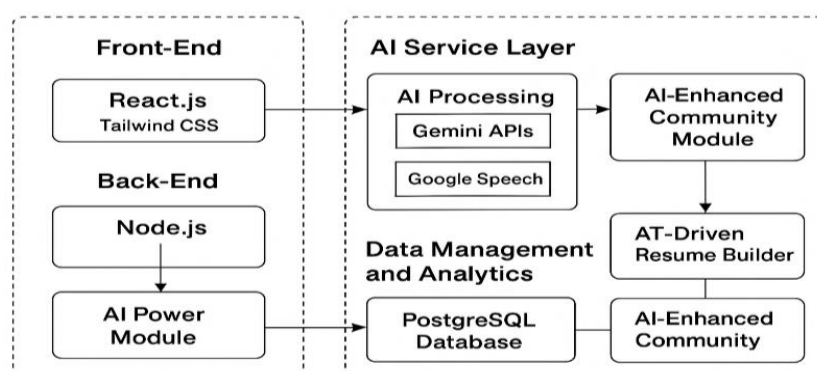 Front-End
React.js
Tailwind CSS
Back-End
Node.js
AI Power
Module
AI Service Layer
AI Processing
Gemini APIs
Google Speech
AI-Enhanced
Community
Module
AT-Driven
Resume Builder
Data Management
and Analytics
PostgreSQL
Database
AI-Enhanced
Community